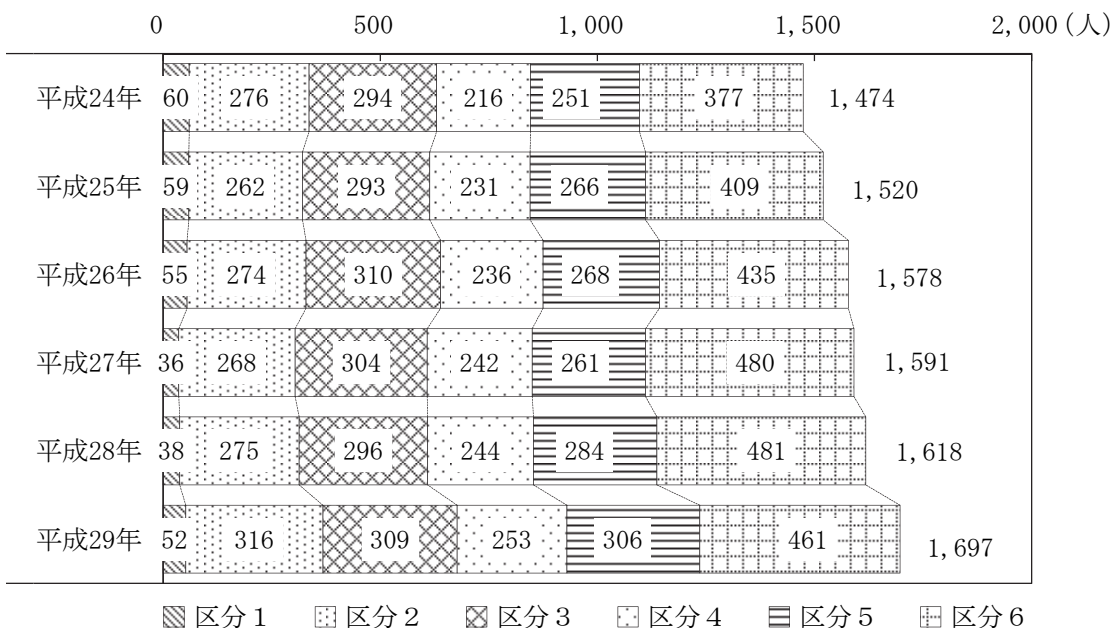 0 500 1,000 1,500 2,000(人)
平成24年 60 276 294 216 251 377 1,474
平成25年 59 262 293 231 266 409 1,520
平成26年 55 274 310 236 268 435 1,578
平成27年 36 268 304 242 261 480 1,591
平成28年 38 275 296 244 284 481 1,618
平成29年 52 316 309 253 306 461 1,697
区分1 区分2 区分3 区分4 区分5 区分6